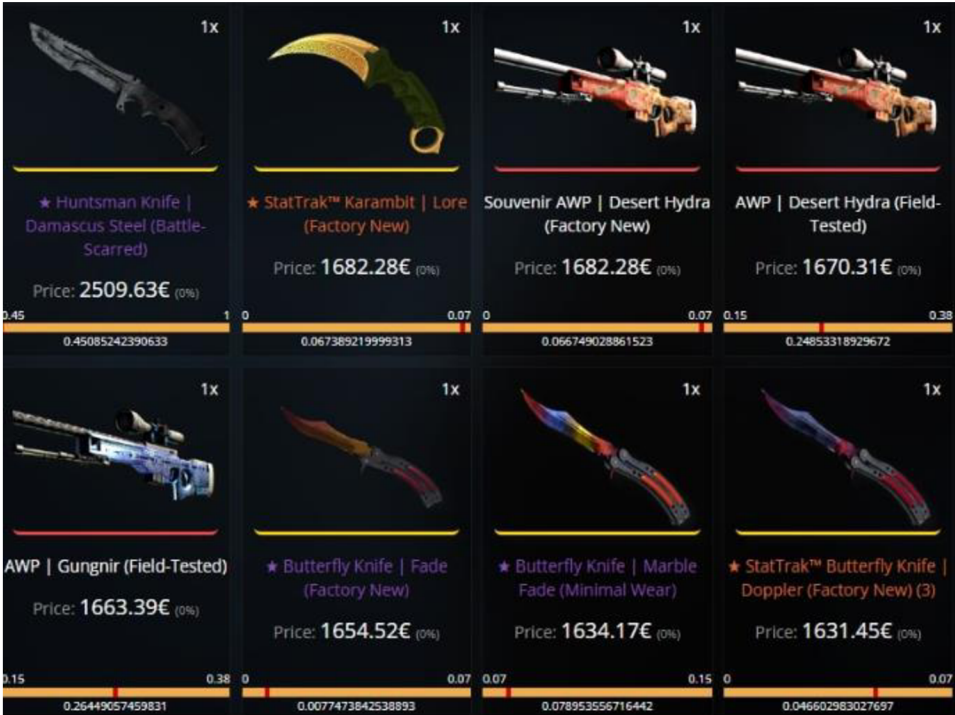 1x
★ Huntsman Knife |
Damascus Steel (Battle-
Scarred)
Price: 2509.63€ (0%)
0.45 1
0.45085242390633
1x
★ StatTrak™ Karambit | Lore
(Factory New)
Price: 1682.28€ (0%)
0 0.07
0.067389219999313
1x
Souvenir AWP | Desert Hydra
(Factory New)
Price: 1682.28€ (0%)
0 0.07
0.066749028861523
1x
AWP | Desert Hydra (Field-
Tested)
Price: 1670.31€ (0%)
0.15 0.38
0.24853318929672
1x
AWP | Gungnir (Field-Tested)
Price: 1663.39€ (0%)
0.15 0.38
0.26449057459831
1x
★ Butterfly Knife | Fade
(Factory New)
Price: 1654.52€ (0%)
0 0.07
0.0077473842538893
1x
★ Butterfly Knife | Marble
Fade (Minimal Wear)
Price: 1634.17€ (0%)
0.07 0.15
0.078953556716442
1x
★ StatTrak™ Butterfly Knife |
Doppler (Factory New) (3)
Price: 1631.45€ (0%)
0 0.07
0.046602983027697